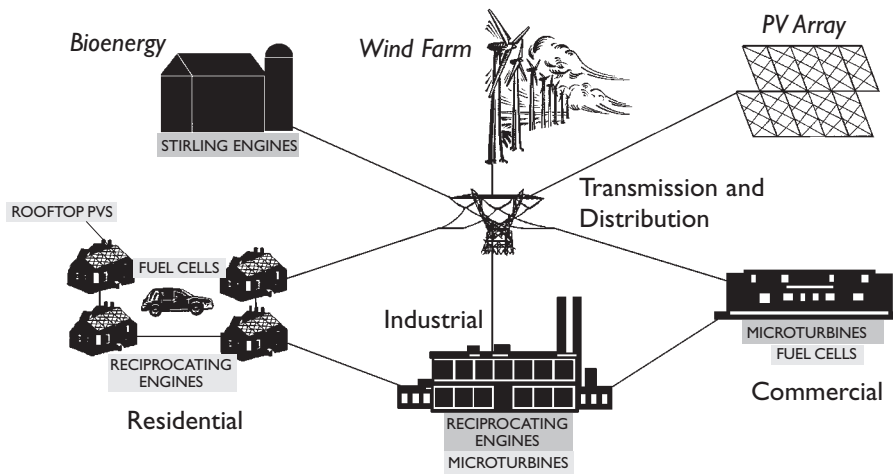 Bioenergy
Wind Farm
PV Array
STIRLING ENGINES
Transmission and
Distribution
ROOFTOP PVS
FUEL CELLS
Industrial
MICROTURBINES
FUEL CELLS
RECIPROCATING
ENGINES
Commercial
Residential
RECIPROCATING
ENGINES
MICROTURBINES